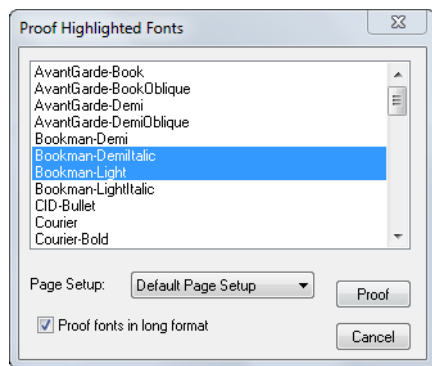 Proof Highlighted Fonts
AvantGarde-Book
AvantGarde-BookOblique
AvantGarde-Demi
AvantGarde-DemiOblique
Bookman-Demi
Bookman-DemiItalic
Bookman-Light
Bookman-LightItalic
CID-Bullet
Courier
Courier-Bold
Page Setup: Default Page Setup
Proof
Proof fonts in long format
Cancel